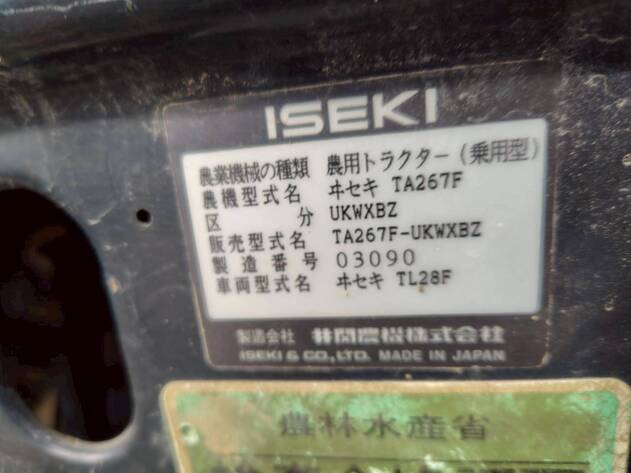 ISEKI
農業機械の種類 農用トラクター(乗用型)
農機型式名 ヰセキ TA267F
区分 UKWXBZ
販売型式名 TA267F-UKWXBZ
製造番号 03090
車両型式名 ヰセキ TL28F
製造会社 井関農機株式会社
ISEKI & CO., LTD. MADE IN JAPAN
農林水産省